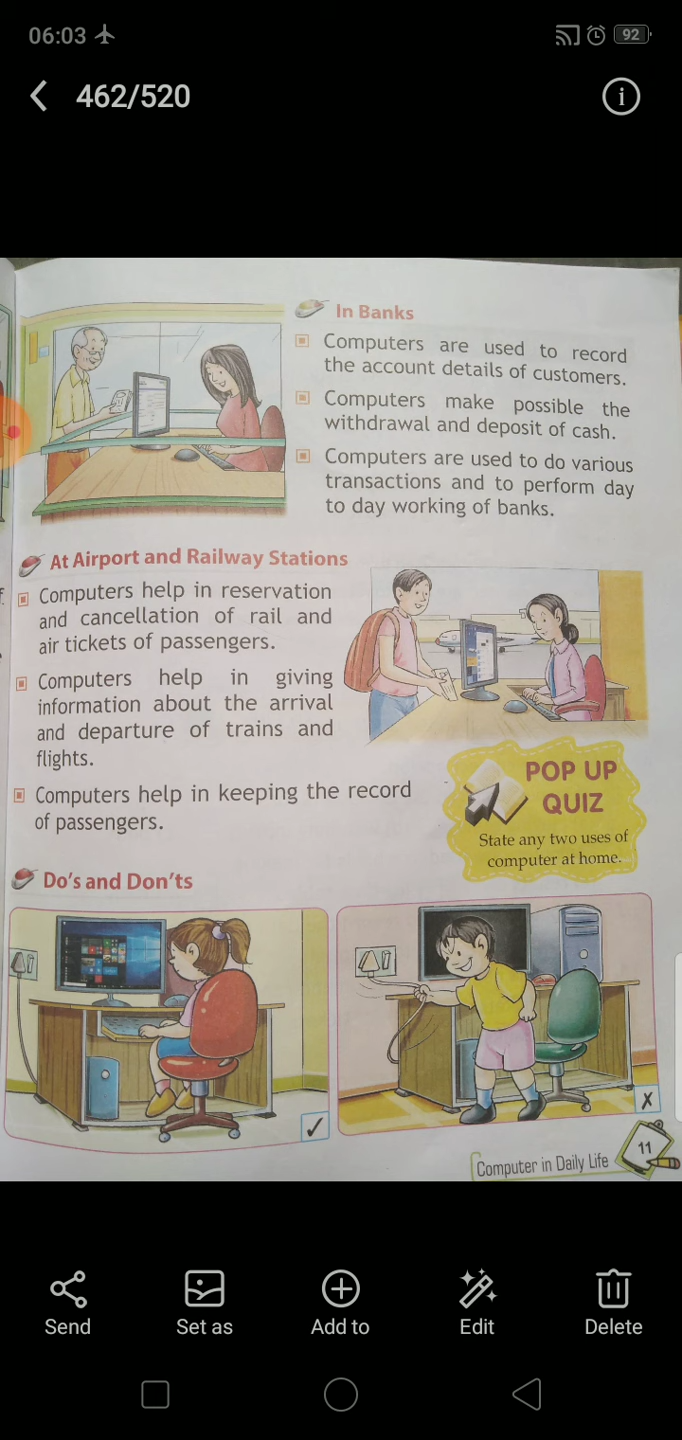 06:03
92
462/520
In Banks
Computers are used to record
the account details of customers.
Computers make possible the
withdrawal and deposit of cash.
Computers are used to do various
transactions and to perform day
to day working of banks.
At Airport and Railway Stations
Computers help in reservation
and cancellation of rail and
air tickets of passengers.
Computers help in giving
information about the arrival
and departure of trains and
flights.
Computers help in keeping the record
of passengers.
POP UP
QUIZ
State any two uses of
computer at home.
Do's and Don'ts
Computer in Daily Life
11
Send
Set as
Add to
Edit
Delete